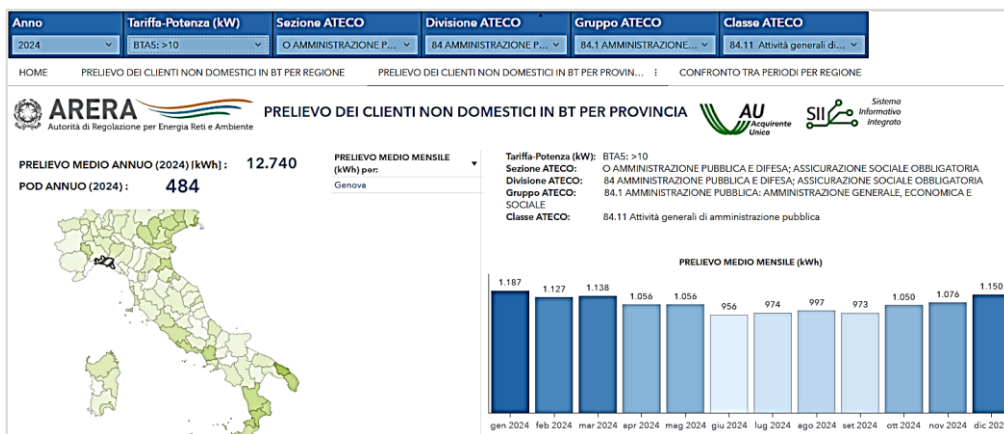 Anno
Tariffa-Potenza (kW)
Sezione ATECO
Divisione ATECO
Gruppo ATECO
Classe ATECO
2024
BTA5: >10
O AMMINISTRAZIONE P...
84 AMMINISTRAZIONE P...
84.1 AMMINISTRAZIONE...
84.11 Attività generali di...
HOME
PRELIEVO DEI CLIENTI NON DOMESTICI IN BT PER REGIONE
PRELIEVO DEI CLIENTI NON DOMESTICI IN BT PER PROVIN...
CONFRONTO TRA PERIODI PER REGIONE
ARERA
Autorità di Regolazione per Energia Reti e Ambiente
PRELIEVO DEI CLIENTI NON DOMESTICI IN BT PER PROVINCIA
AU
Acquirente
Unico
SII
Sistema
Informativo
Integrato
PRELIEVO MEDIO ANNUO (2024) [kWh] : 12.740
POD ANNUO (2024) : 484
PRELIEVO MEDIO MENSILE
(kWh) per:
Genova
Tariffa-Potenza (kW): BTA5: >10
Sezione ATECO: O AMMINISTRAZIONE PUBBLICA E DIFESA; ASSICURAZIONE SOCIALE OBBLIGATORIA
Divisione ATECO: 84 AMMINISTRAZIONE PUBBLICA E DIFESA; ASSICURAZIONE SOCIALE OBBLIGATORIA
Gruppo ATECO: 84.1 AMMINISTRAZIONE PUBBLICA: AMMINISTRAZIONE GENERALE, ECONOMICA E
SOCIALE
Classe ATECO: 84.11 Attività generali di amministrazione pubblica
PRELIEVO MEDIO MENSILE (kWh)
1.187 1.127 1.138 1.056 1.056 956 974 997 973 1.050 1.076 1.150
gen 2024 feb 2024 mar 2024 apr 2024 mag 2024 giu 2024 lug 2024 ago 2024 set 2024 ott 2024 nov 2024 dic 202